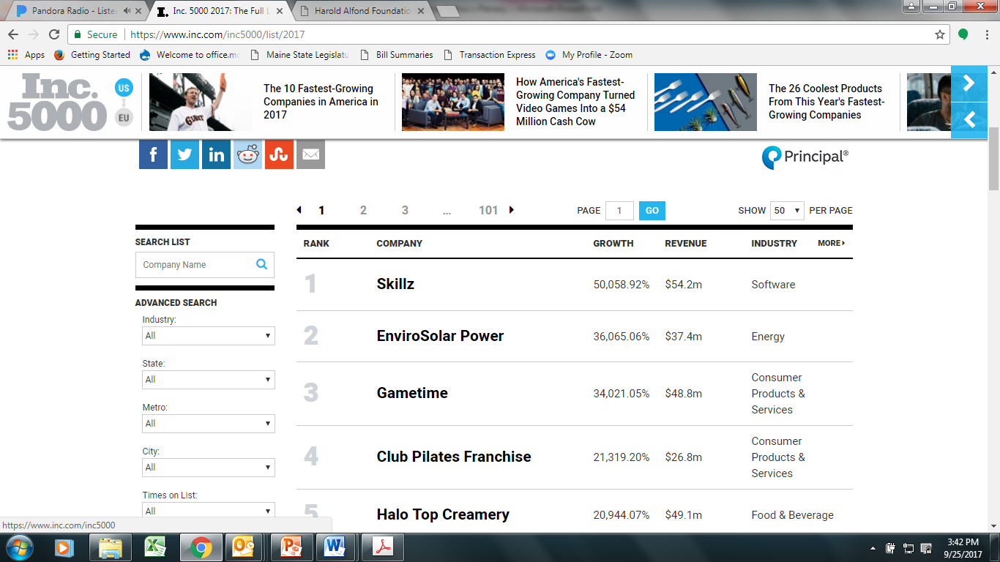 Pandora Radio - Listen
Inc. 5000 2017: The Full L
Harold Alfond Foundation
Secure
https://www.inc.com/inc5000/list/2017
Apps
Getting Started
Welcome to office.mc
Maine State Legislatu
Bill Summaries
Transaction Express
My Profile - Zoom
Inc.
5000
US
EU
The 10 Fastest-Growing
Companies in America in
2017
How America's Fastest-
Growing Company Turned
Video Games Into a $54
Million Cash Cow
The 26 Coolest Products
From This Year's Fastest-
Growing Companies
Principal®
1 2 3 ... 101
PAGE 1 GO
SHOW 50 PER PAGE
SEARCH LIST
Company Name
ADVANCED SEARCH
Industry:
All
State:
All
Metro:
All
City:
All
Times on List:
All
RANK COMPANY GROWTH REVENUE INDUSTRY MORE
1 Skillz 50,058.92% $54.2m Software
2 EnviroSolar Power 36,065.06% $37.4m Energy
3 Gametime 34,021.05% $48.8m Consumer
Products &
Services
4 Club Pilates Franchise 21,319.20% $26.8m Consumer
Products &
Services
5 Halo Top Creamery 20,944.07% $49.1m Food & Beverage
https://www.inc.com/inc5000
3:42 PM
9/25/2017